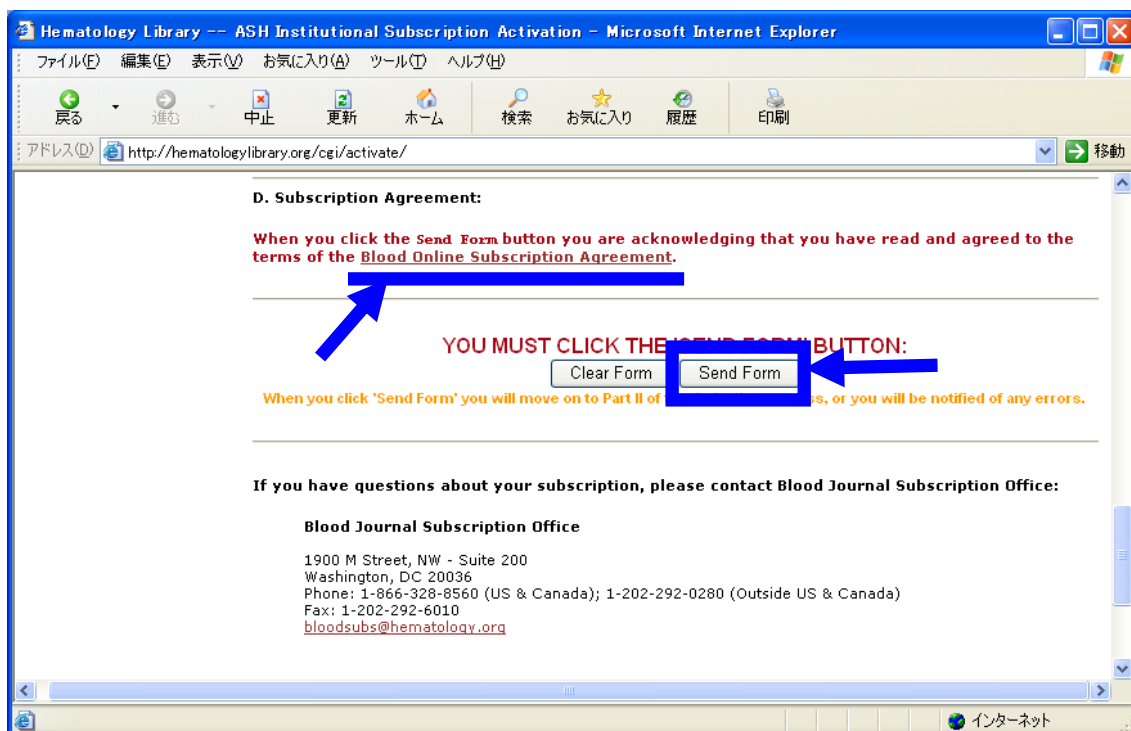 Hematology Library -- ASH Institutional Subscription Activation - Microsoft Internet Explorer
ファイル(F) 編集(E) 表示(V) お気に入り(A) ツール(T) ヘルプ(H)
戻る 進む 中止 更新 ホーム 検索 お気に入り 履歴 印刷
アドレス(D) http://hematologylibrary.org/cgi/activate/ 移動
D. Subscription Agreement:
When you click the Send Form button you are acknowledging that you have read and agreed to the
terms of the Blood Online Subscription Agreement.
YOU MUST CLICK THE BUTTON:
Clear Form Send Form
When you click 'Send Form' you will move on to Part II of or you will be notified of any errors.
If you have questions about your subscription, please contact Blood Journal Subscription Office:
Blood Journal Subscription Office
1900 M Street, NW - Suite 200
Washington, DC 20036
Phone: 1-866-328-8560 (US & Canada); 1-202-292-0280 (Outside US & Canada)
Fax: 1-202-292-6010
bloodsubs@hematology.org
インターネット